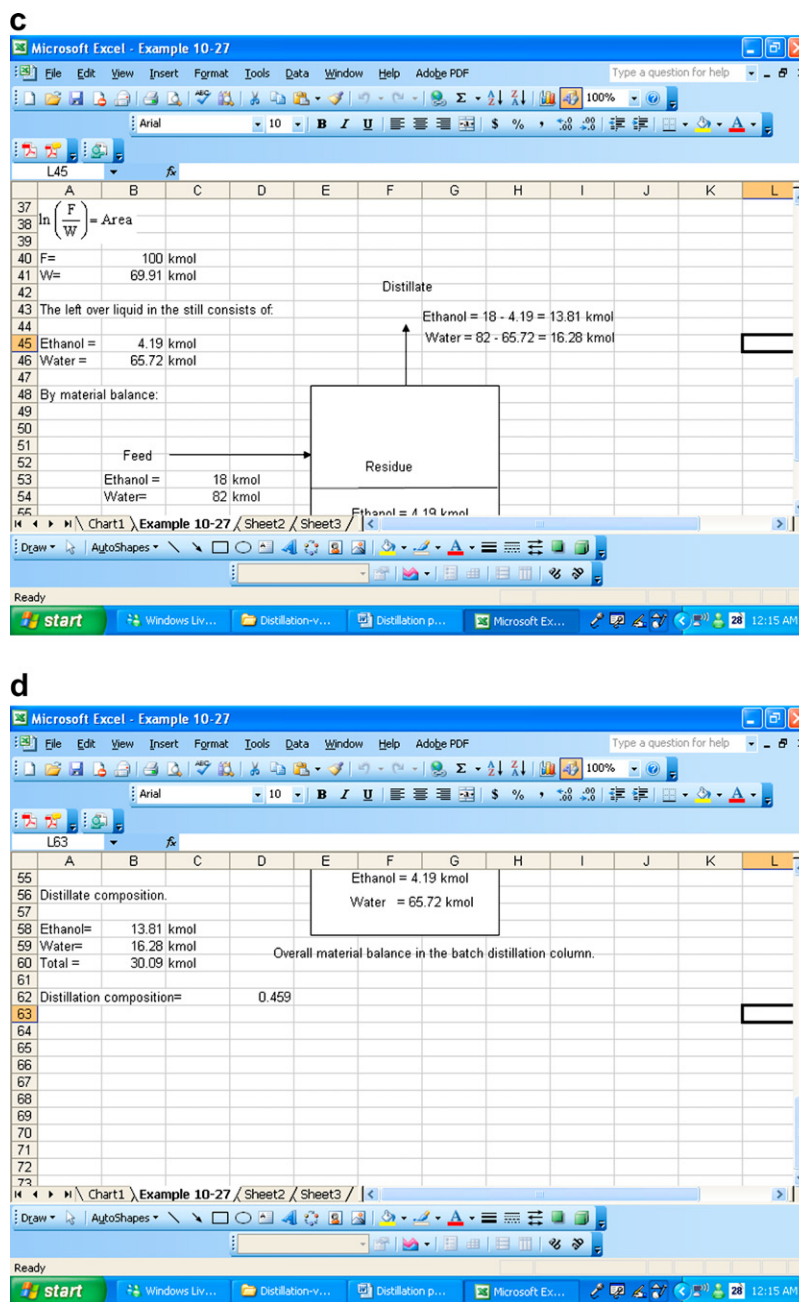 c
Microsoft Excel - Example 10-27
File Edit View Insert Format Tools Data Window Help Adobe PDF Type a question for help
100%
Arial 10 B I U $ % ,
L45 fx
A B C D E F G H I J K L
37
38 ln (F/W) = Area
39
40 F= 100 kmol
41 W= 69.91 kmol
42 Distillate
43 The left over liquid in the still consists of: Ethanol = 18 - 4.19 = 13.81 kmol
44 Water = 82 - 65.72 = 16.28 kmol
45 Ethanol = 4.19 kmol
46 Water = 65.72 kmol
47
48 By material balance:
49
50
51
52 Feed Residue
53 Ethanol = 18 kmol
54 Water= 82 kmol
55 Ethanol = 4.19 kmol
Chart1 Example 10-27 Sheet2 Sheet3
Draw AutoShapes
Ready
start Windows Liv... Distillation-v... Distillation p... Microsoft Ex... 28 12:15 AM
d
Microsoft Excel - Example 10-27
File Edit View Insert Format Tools Data Window Help Adobe PDF Type a question for help
100%
Arial 10 B I U $ % ,
L63 fx
A B C D E F G H I J K L
55 Ethanol = 4.19 kmol
56 Distillate composition. Water = 65.72 kmol
57
58 Ethanol= 13.81 kmol
59 Water= 16.28 kmol Overall material balance in the batch distillation column.
60 Total = 30.09 kmol
61
62 Distillation composition= 0.459
63
64
65
66
67
68
69
70
71
72
73
Chart1 Example 10-27 Sheet2 Sheet3
Draw AutoShapes
Ready
start Windows Liv... Distillation-v... Distillation p... Microsoft Ex... 28 12:15 AM